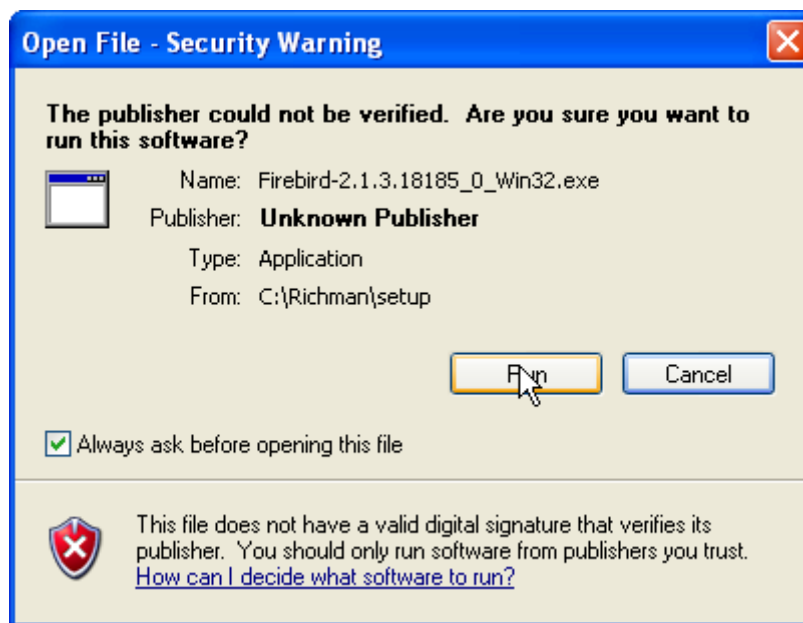 Open File - Security Warning
The publisher could not be verified. Are you sure you want to
run this software?
Name: Firebird-2.1.3.18185_0_Win32.exe
Publisher: Unknown Publisher
Type: Application
From: C:\Richman\setup
Run Cancel
Always ask before opening this file
This file does not have a valid digital signature that verifies its
publisher. You should only run software from publishers you trust.
How can I decide what software to run?